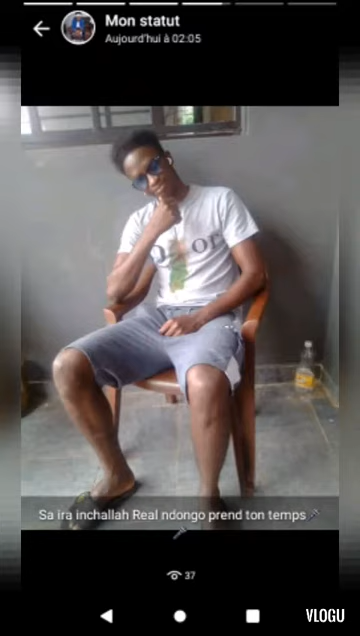 Mon statut
Aujourd'hui à 02:05
Sa ira inchallah Real ndongo prend ton temps
37
VLOGU